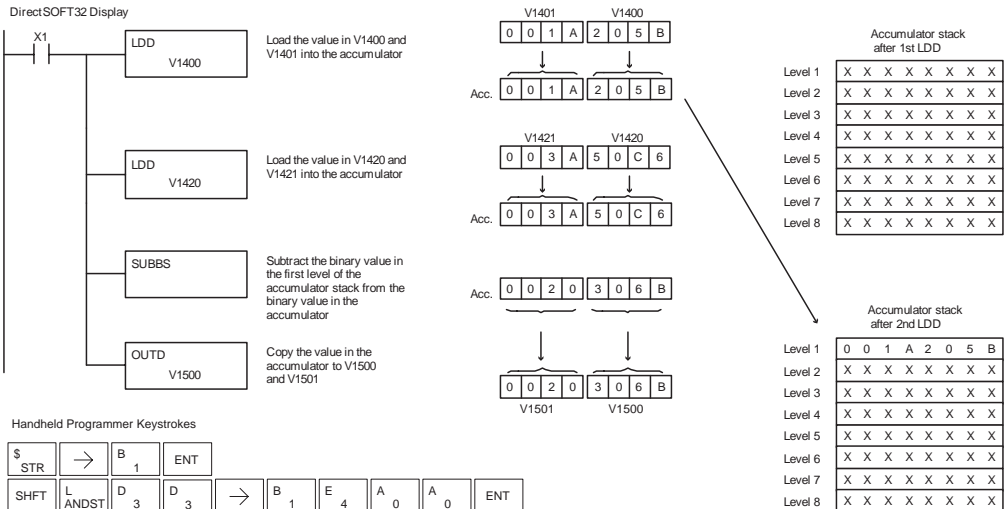 DirectSOFT32 Display
X1
LDD
V1400
Load the value in V1400 and
V1401 into the accumulator
LDD
V1420
Load the value in V1420 and
V1421 into the accumulator
SUBBS
Subtract the binary value in
the first level of the
accumulator stack from the
binary value in the
accumulator
OUTD
V1500
Copy the value in the
accumulator to V1500
and V1501
V1401 V1400
0 0 1 A 2 0 5 B
Acc. 0 0 1 A 2 0 5 B
V1421 V1420
0 0 3 A 5 0 C 6
Acc. 0 0 3 A 5 0 C 6
Acc. 0 0 2 0 3 0 6 B
0 0 2 0 3 0 6 B
V1501 V1500
Accumulator stack
after 1st LDD
Level 1 X X X X X X X X
Level 2 X X X X X X X X
Level 3 X X X X X X X X
Level 4 X X X X X X X X
Level 5 X X X X X X X X
Level 6 X X X X X X X X
Level 7 X X X X X X X X
Level 8 X X X X X X X X
Accumulator stack
after 2nd LDD
Level 1 0 0 1 A 2 0 5 B
Level 2 X X X X X X X X
Level 3 X X X X X X X X
Level 4 X X X X X X X X
Level 5 X X X X X X X X
Level 6 X X X X X X X X
Level 7 X X X X X X X X
Level 8 X X X X X X X X
Handheld Programmer Keystrokes
$ STR → B 1 ENT
SHFT L ANDST D 3 D 3 → B 1 E 4 A 0 A 0 ENT